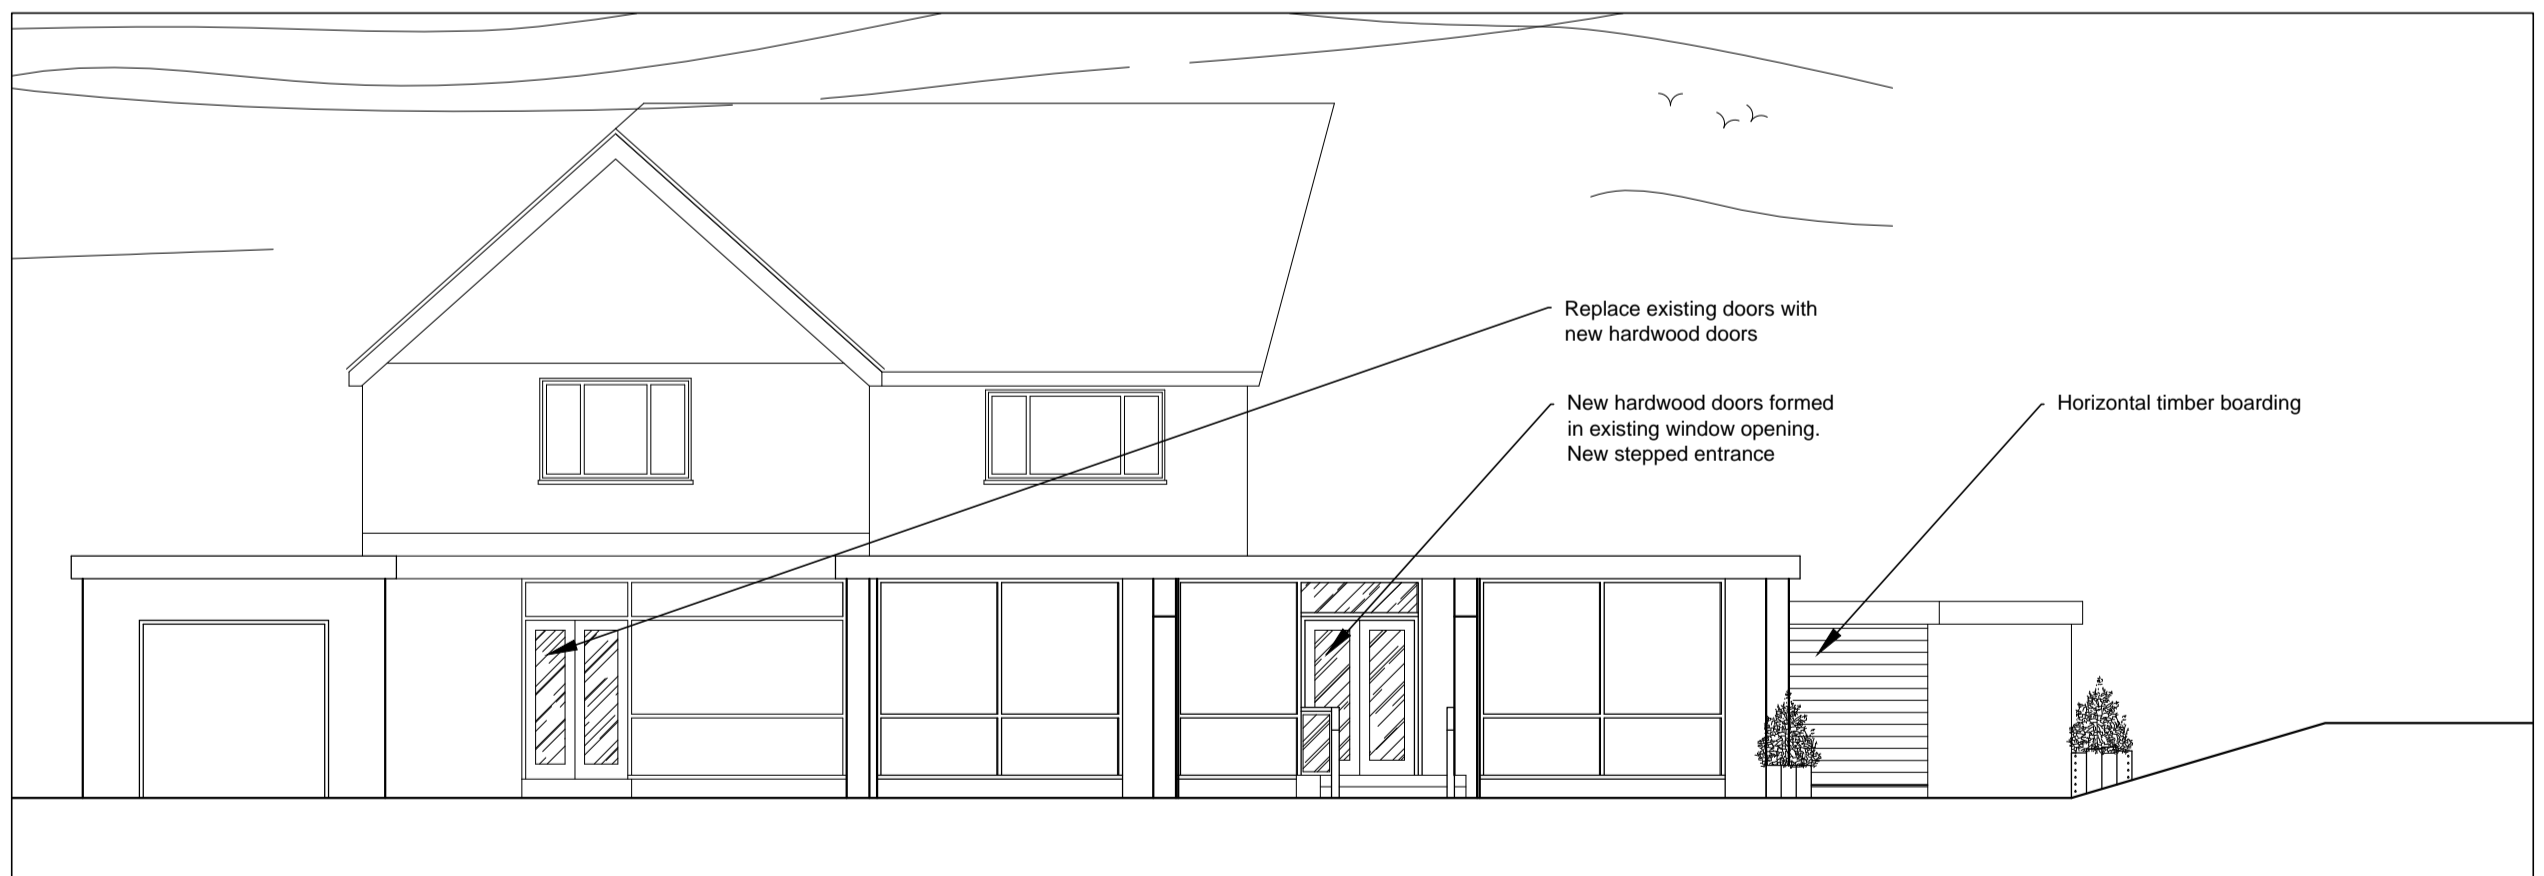 Replace existing doors with
new hardwood doors
New hardwood doors formed
in existing window opening.
New stepped entrance
Horizontal timber boarding